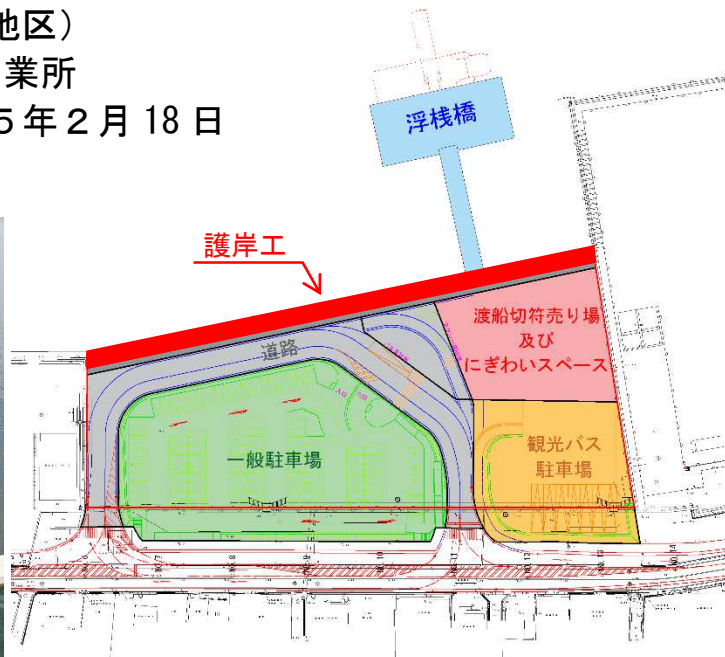 地区）
業所
５年２月 18 日
浮桟橋
護岸工
渡船切符売り場
及び
にぎわいスペース
道路
一般駐車場
観光バス
駐車場